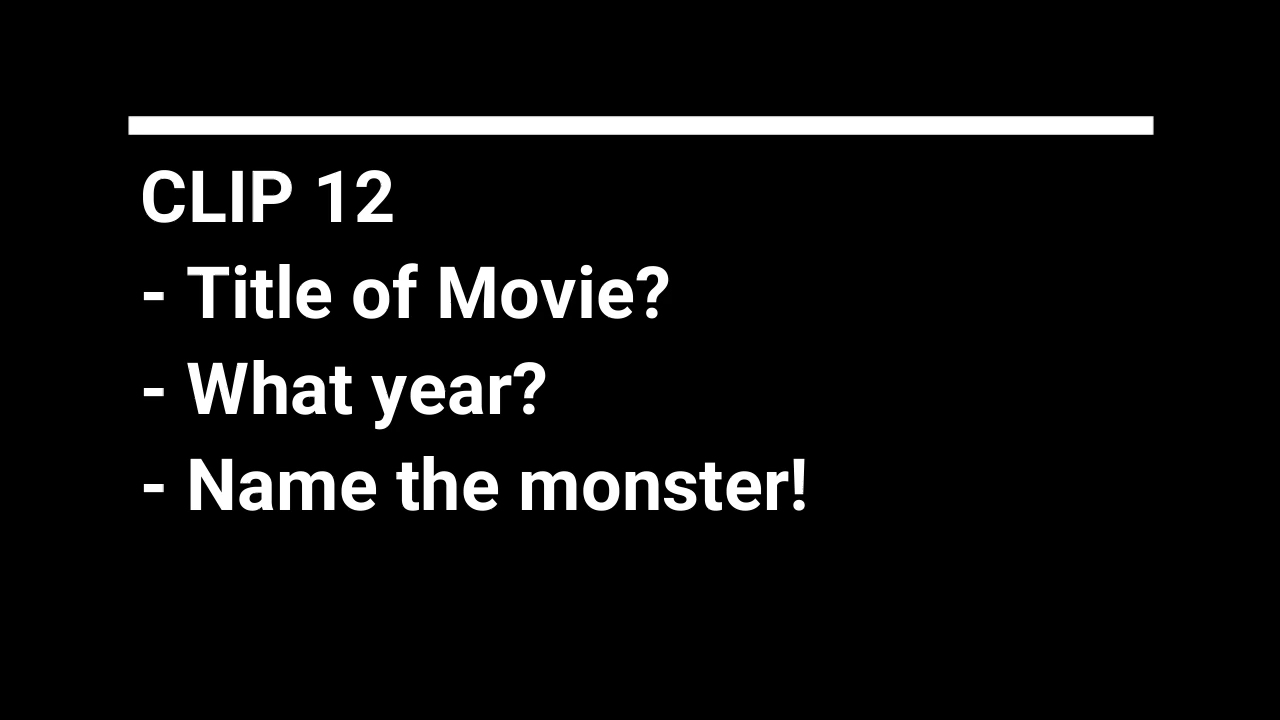 CLIP 12
- Title of Movie?
- What year?
- Name the monster!